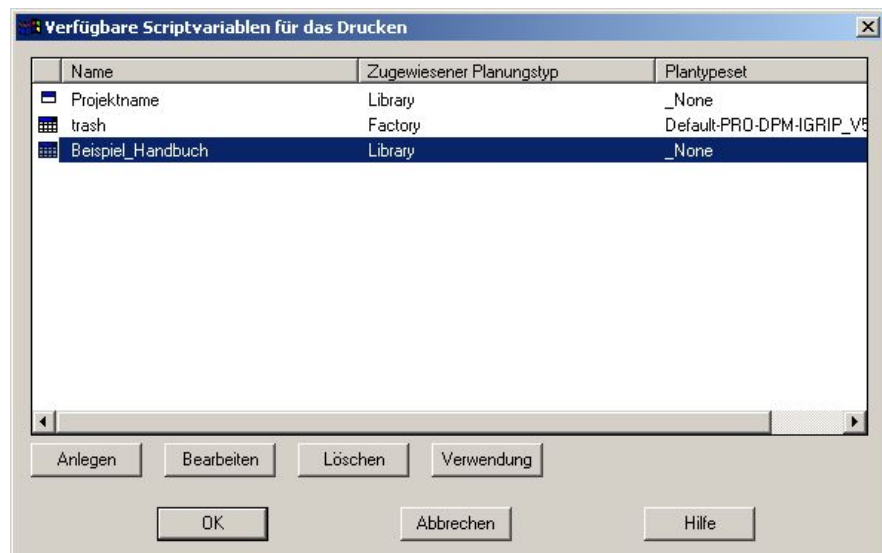 Verfügbare Scriptvariablen für das Drucken
Name Zugewiesener Planungstyp Plantypeset
Projektname Library _None
trash Factory Default-PRO-DPM-IGRIP_V5
Beispiel_Handbuch Library _None
Anlegen Bearbeiten Löschen Verwendung
OK Abbrechen Hilfe